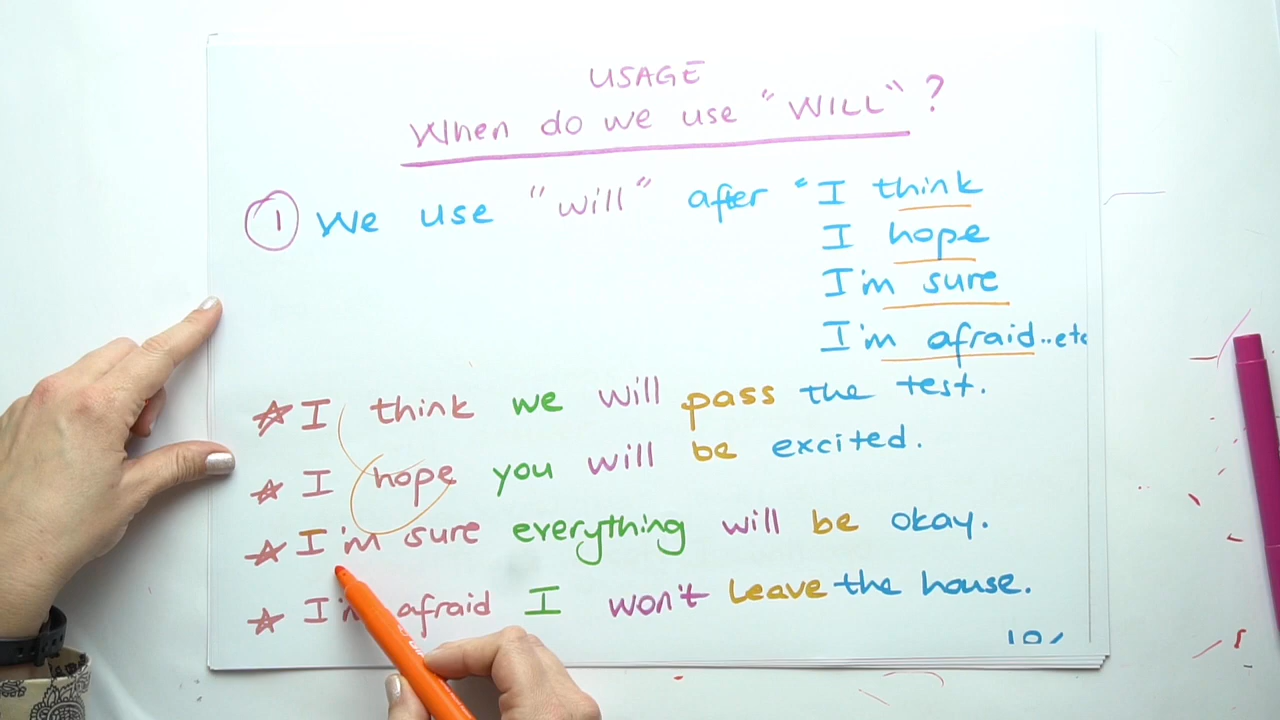 USAGE
When do we use "WILL"?
1 We use "will" after "I think
I hope
I'm sure
I'm afraid..etc
I think we will pass the test.
I hope you will be excited.
I'm sure everything will be okay.
I'm afraid I won't leave the house.